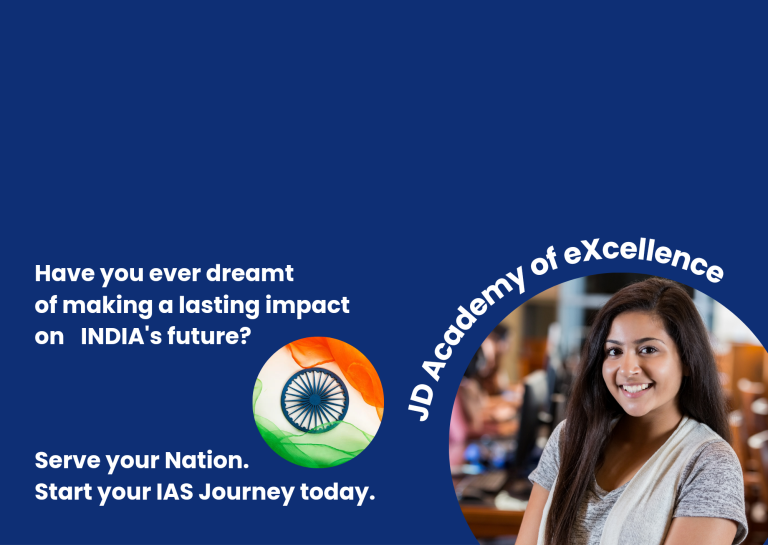 Have you ever dreamt
of making a lasting impact
on INDIA's future?
JD Academy of eXcellence
Serve your Nation.
Start your IAS Journey today.